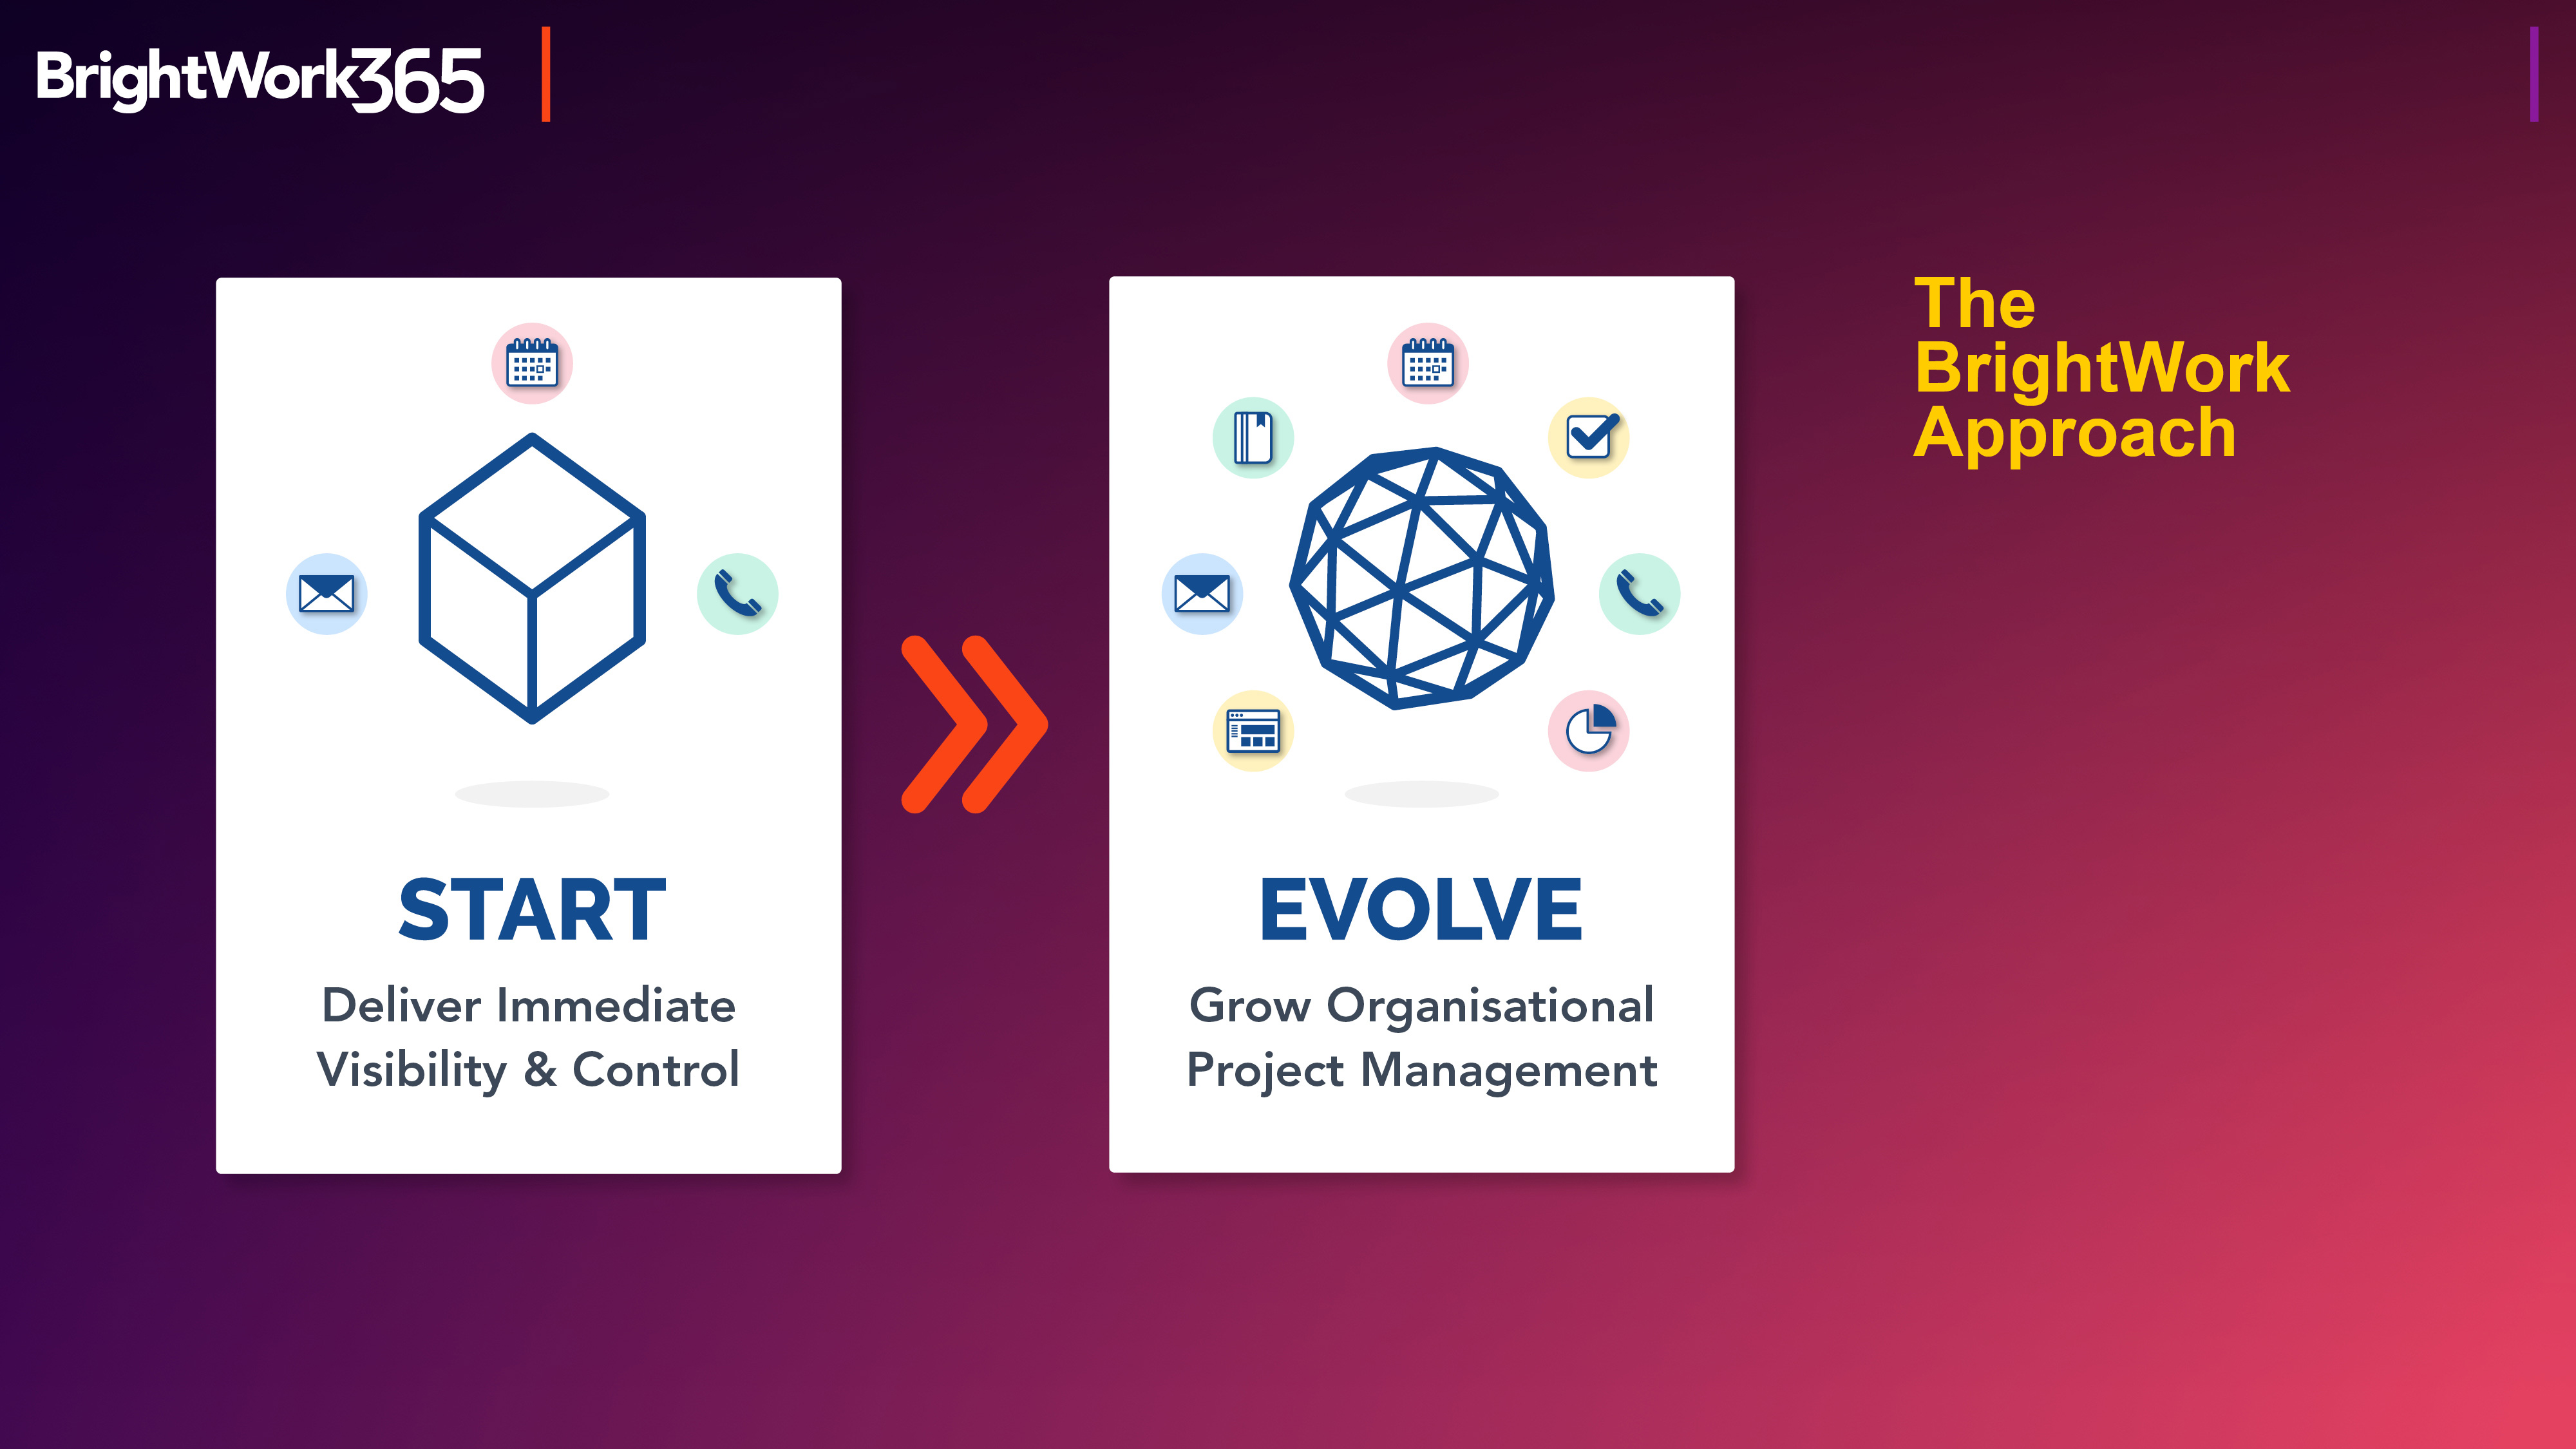 BrightWork365
The
BrightWork
Approach
START
Deliver Immediate
Visibility & Control
EVOLVE
Grow Organisational
Project Management